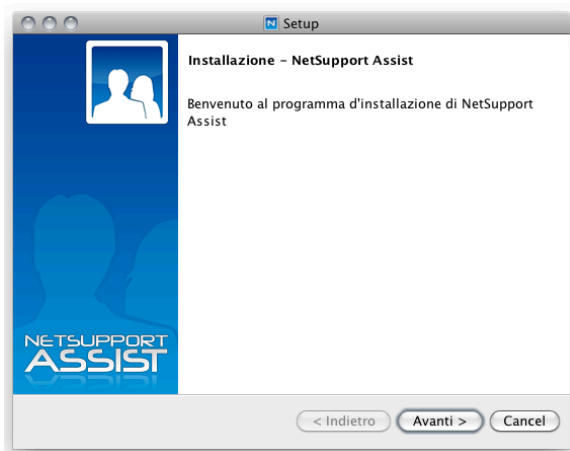 Setup
Installazione – NetSupport Assist
Benvenuto al programma d'installazione di NetSupport
Assist
NETSUPPORT
ASSIST
< Indietro
Avanti >
Cancel